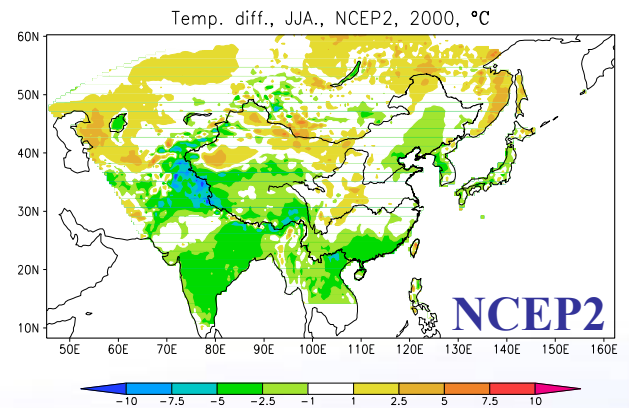 Temp. diff., JJA., NCEP2, 2000, °C
60N
50N
40N
30N
20N
10N
NCEP2
50E 60E 70E 80E 90E 100E 110E 120E 130E 140E 150E 160E
−10 −7.5 −5 −2.5 −1 1 2.5 5 7.5 10